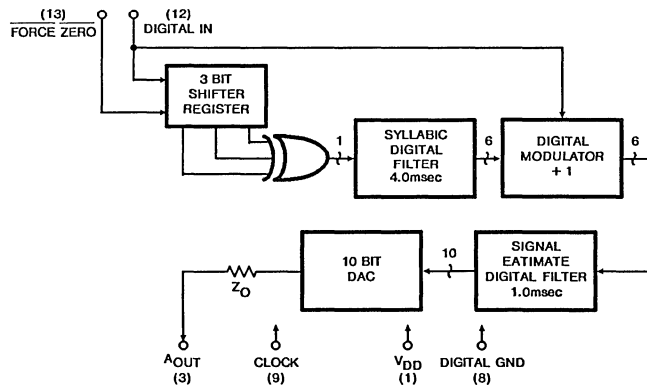 (13)
(12)
FORCE ZERO
DIGITAL IN
3 BIT
SHIFTER
REGISTER
1
SYLLABIC
DIGITAL
FILTER
4.0msec
6
DIGITAL
MODULATOR
+ 1
6
10 BIT
DAC
10
SIGNAL
EATIMATE
DIGITAL FILTER
1.0msec
ZO
AOUT
(3)
CLOCK
(9)
VDD
(1)
DIGITAL GND
(8)